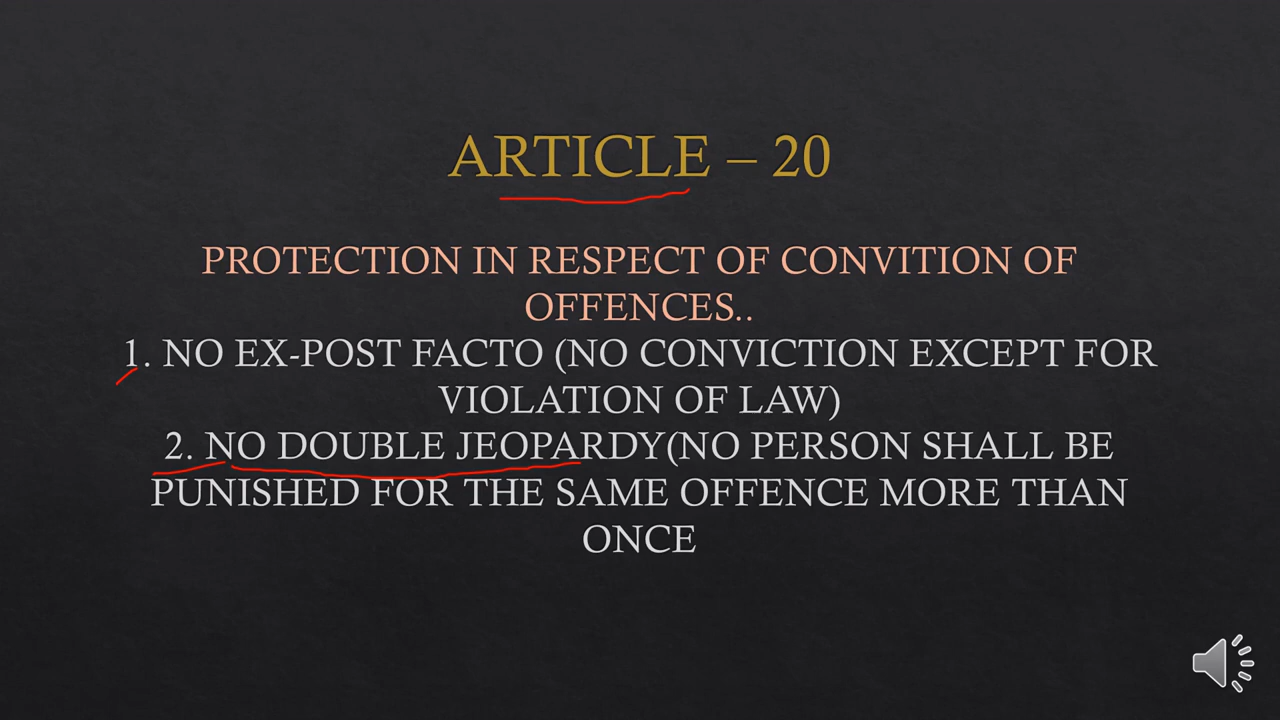 ARTICLE – 20
PROTECTION IN RESPECT OF CONVITION OF
OFFENCES..
1. NO EX-POST FACTO (NO CONVICTION EXCEPT FOR
VIOLATION OF LAW)
2. NO DOUBLE JEOPARDY(NO PERSON SHALL BE
PUNISHED FOR THE SAME OFFENCE MORE THAN
ONCE